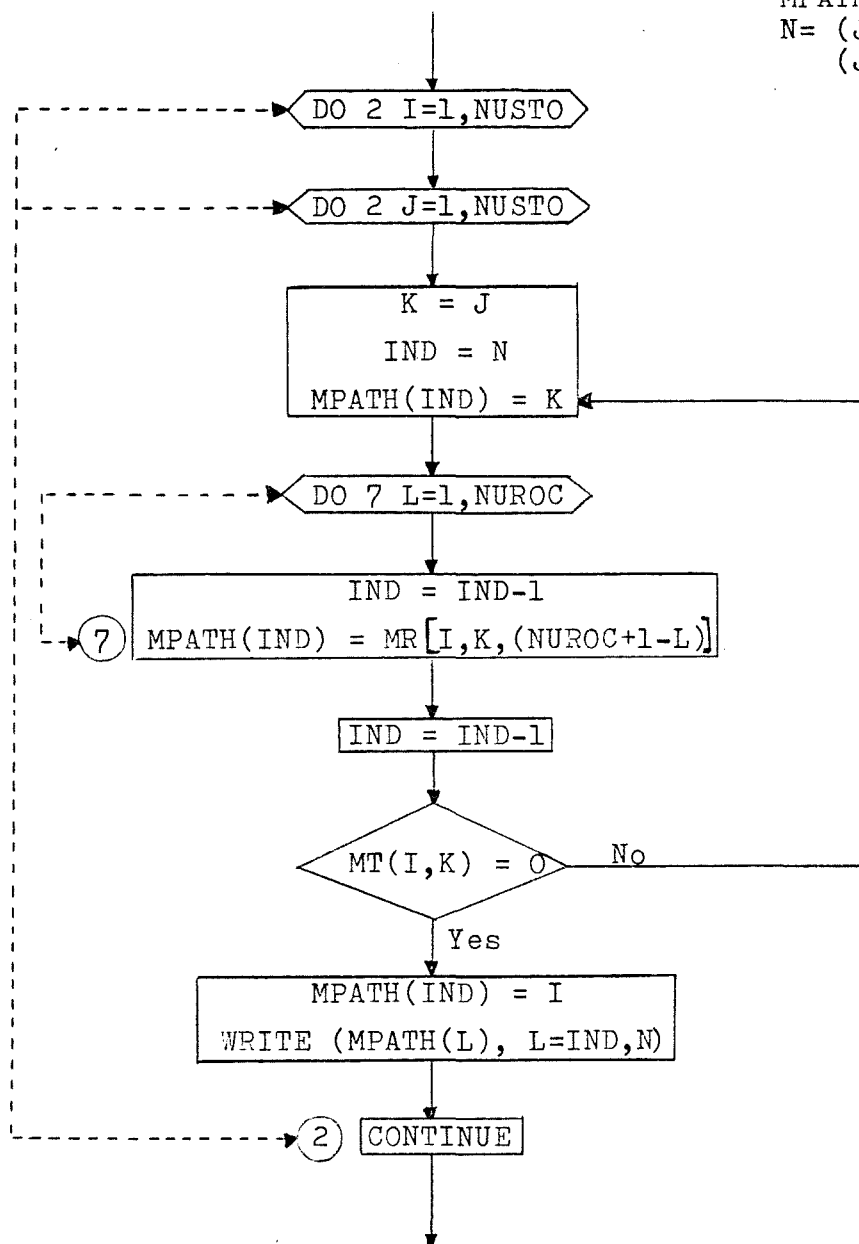 N= (J
(J
DO 2 I=1,NUSTO
DO 2 J=1,NUSTO
K = J
IND = N
MPATH(IND) = K
DO 7 L=1,NUROC
IND = IND-1
7
MPATH(IND) = MR[I,K,(NUROC+1-L)]
IND = IND-1
MT(I,K) = 0
No
Yes
MPATH(IND) = I
WRITE (MPATH(L), L=IND,N)
2
CONTINUE